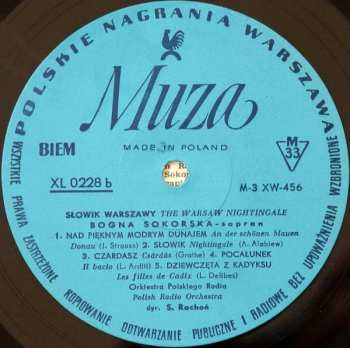 POLSKIE NAGRANIA WARSZAWA
Muza
MADE IN POLAND
BIEM
M
33
XL 0228 b
M-3 XW-456
SŁOWIK WARSZAWY THE WARSAW NIGHTINGALE
BOGNA SOKORSKA-sopran
1. NAD PIĘKNYM MODRYM DUNAJEM An der schönen blauen
Donau (J. Strauss) 2. SŁOWIK Nightingale (A. Alabiew)
3. CZARDASZ Csárdás (Grothe) 4. POCAŁUNEK
Il bacio (L. Arditi) 5. DZIEWCZĘTA Z KADYKSU
Les filles de Cadix (L. Delibes)
Orkiestra Polskiego Radia
Polish Radio Orchestra
dyr. S. Rachoń
WSZYSTKIE PRAWA ZASTRZEŻONE. KOPIOWANIE ODTWARZANIE PUBLICZNE I RADIOWE BEZ UPOWAŻNIENIA WZBRONIONE